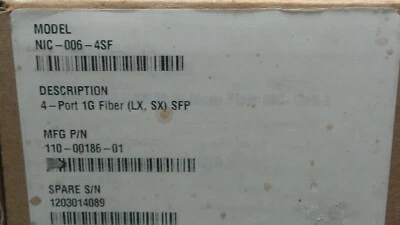 MODEL
NIC-006-4SF
DESCRIPTION
4-Port 1G Fiber (LX, SX) SFP
MFG P/N
110-00186-01
SPARE S/N
1203014089